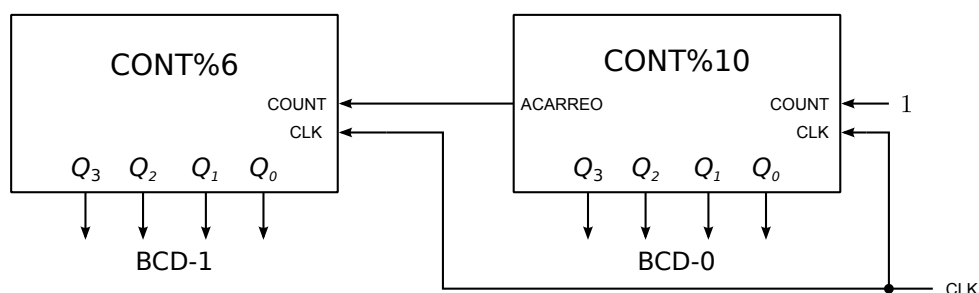 CONT%6
CONT%10
COUNT
ACARREO
COUNT
1
CLK
CLK
Q3 Q2 Q1 Q0
Q3 Q2 Q1 Q0
BCD-1
BCD-0
CLK